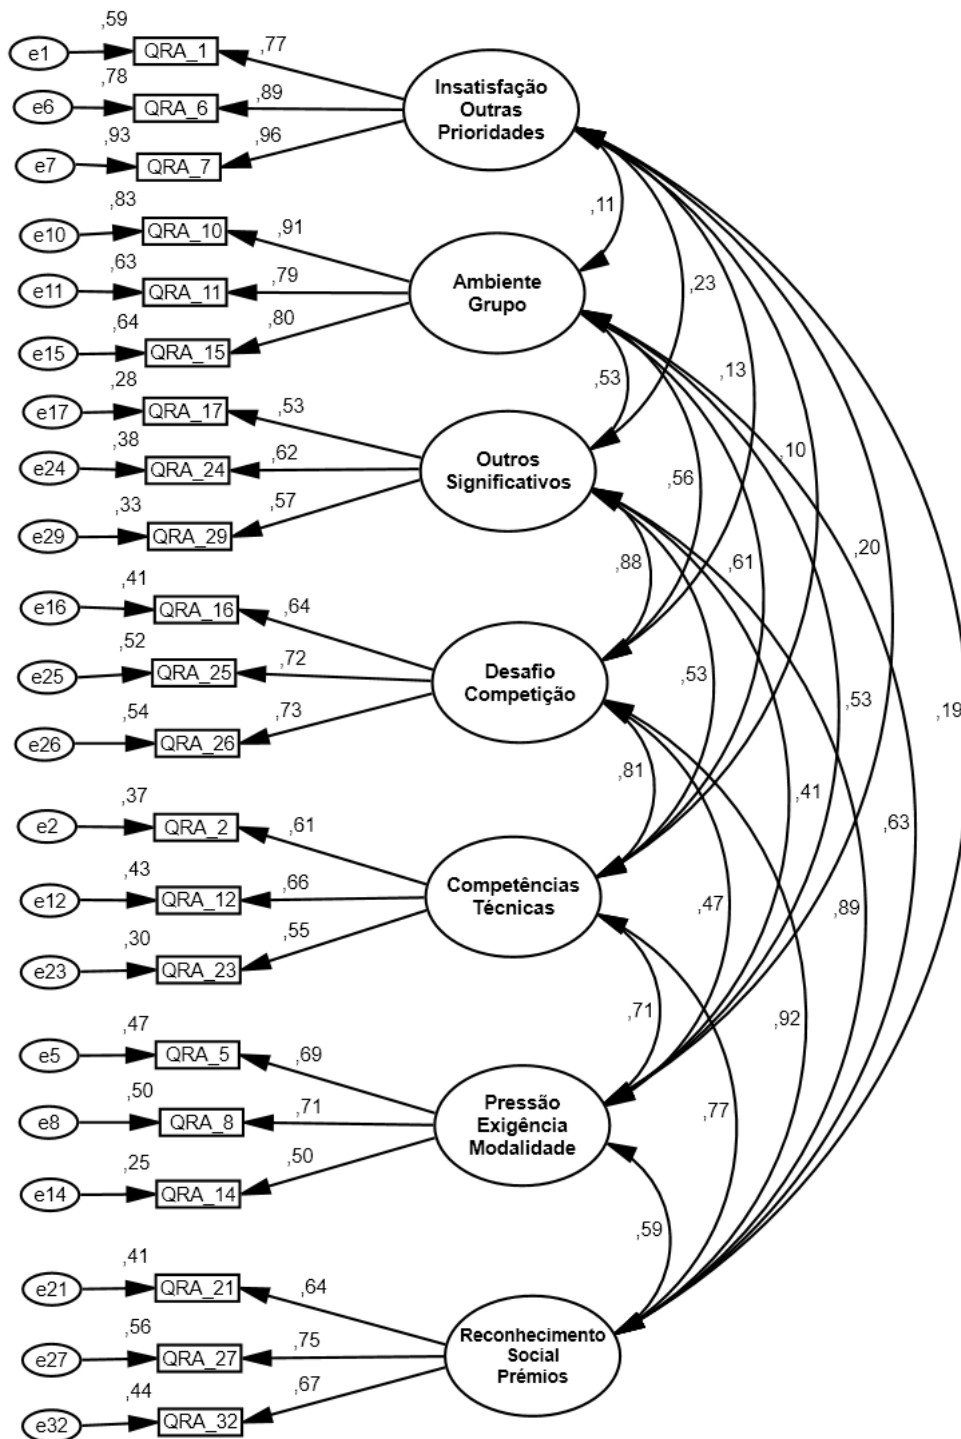 ,59
e1
QRA_1
,77
,78
e6
QRA_6
,89
,93
e7
QRA_7
,96
Insatisfação
Outras
Prioridades
,83
e10
QRA_10
,91
,63
e11
QRA_11
,79
,64
e15
QRA_15
,80
Ambiente
Grupo
,28
e17
QRA_17
,53
,38
e24
QRA_24
,62
,33
e29
QRA_29
,57
Outros
Significativos
,41
e16
QRA_16
,64
,52
e25
QRA_25
,72
,54
e26
QRA_26
,73
Desafio
Competição
,37
e2
QRA_2
,61
,43
e12
QRA_12
,66
,30
e23
QRA_23
,55
Competências
Técnicas
,47
e5
QRA_5
,69
,50
e8
QRA_8
,71
,25
e14
QRA_14
,50
Pressão
Exigência
Modalidade
,41
e21
QRA_21
,64
,56
e27
QRA_27
,75
,44
e32
QRA_32
,67
Reconhecimento
Social
Prémios
,11
,23
,13
,10
,20
,19
,53
,56
,61
,53
,63
,88
,53
,41
,89
,81
,47
,92
,71
,77
,59